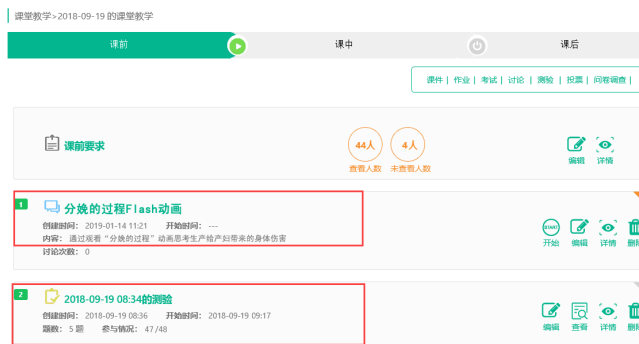 课堂教学>2018-09-19 的课堂教学
课前
课中
课后
课件 | 作业 | 考试 | 讨论 | 测验 | 投票 | 问卷调查 |
课前要求
44人
4人
查看人数 未查看人数
编辑 详情
1
分娩的过程Flash动画
创建时间: 2019-01-14 11:21 开始时间: ---
内容: 通过观看“分娩的过程”动画思考生产给产妇带来的身体伤害
讨论次数: 0
START
开始 编辑 详情 删除
2
2018-09-19 08:34的测验
创建时间: 2018-09-19 08:36 开始时间: 2018-09-19 09:17
题数: 5 题 参与情况: 47/48
编辑 查看 详情 删除